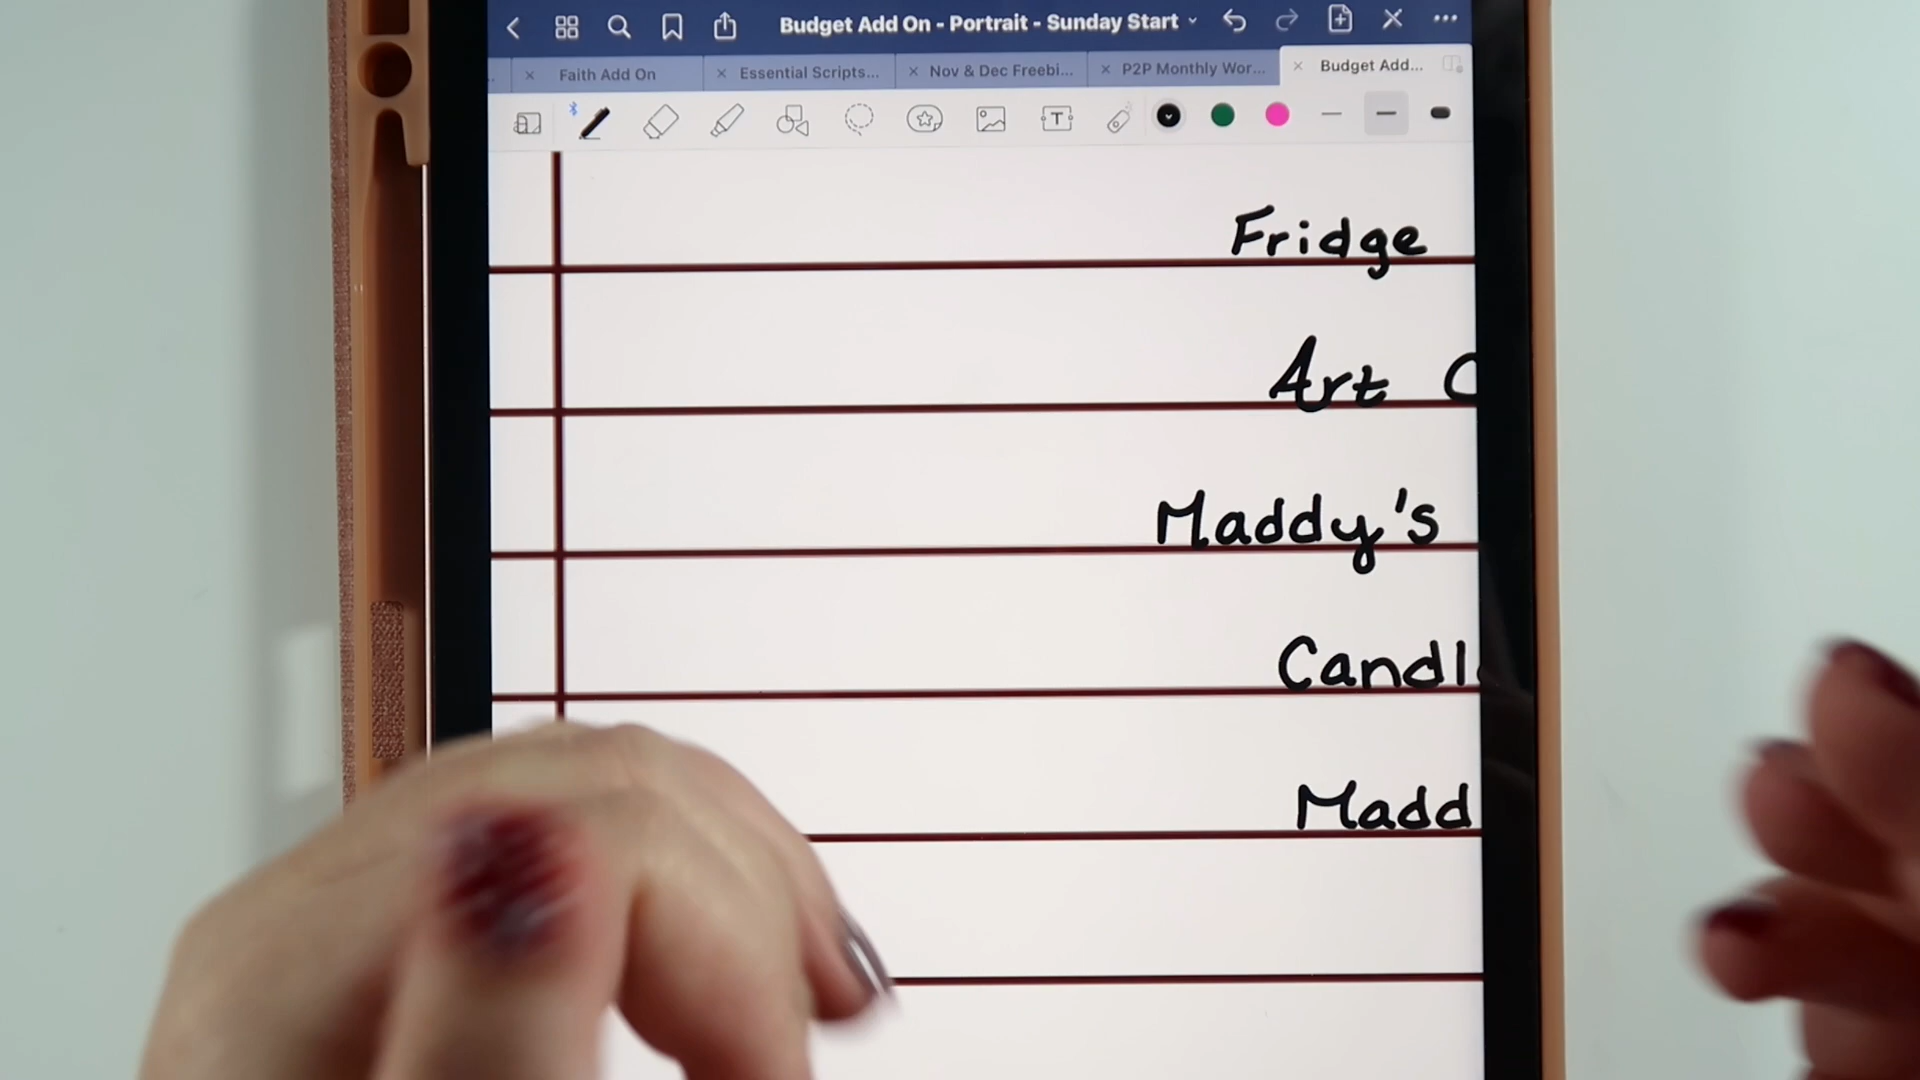 Budget Add On - Portrait - Sunday Start
Faith Add On
Essential Scripts...
Nov & Dec Freebi...
P2P Monthly Wor...
Budget Add...
T
Fridge
Art
Maddy's
Candl
Madd